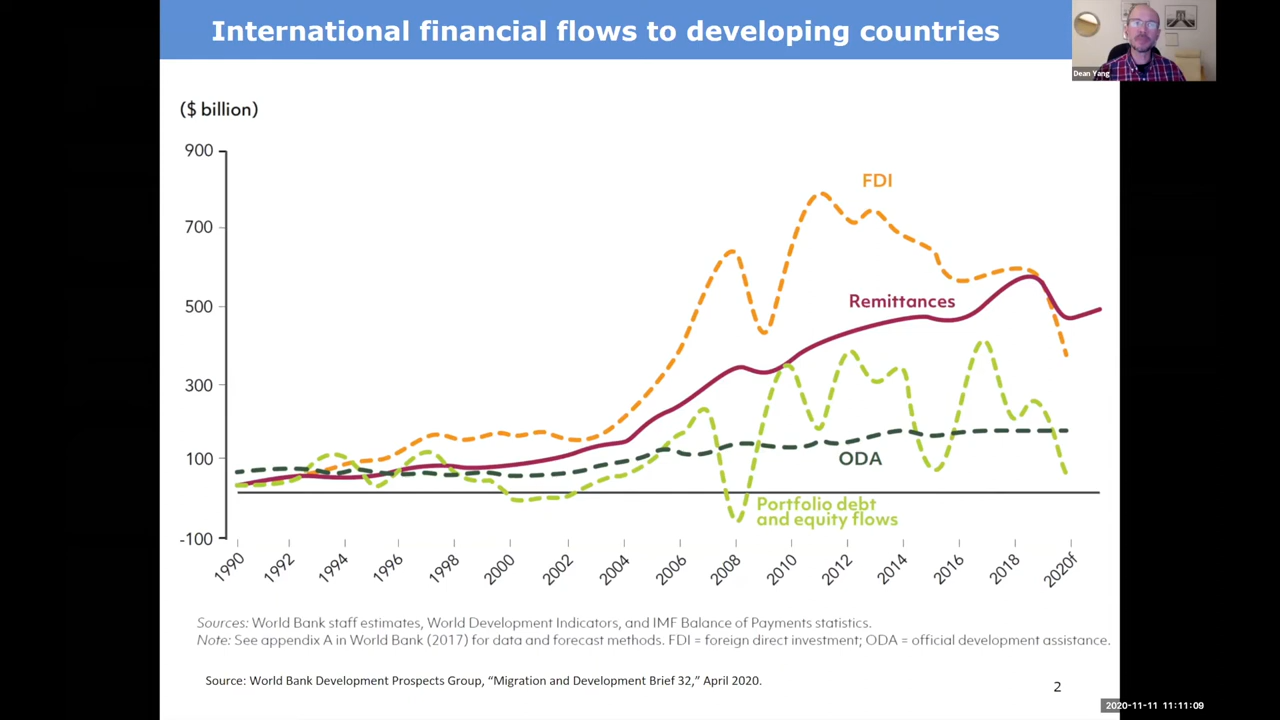 International financial flows to developing countries
Dean Yang
($ billion)
900
700
500
300
100
-100
FDI
Remittances
ODA
Portfolio debt
and equity flows
1990
1992
1994
1996
1998
2000
2002
2004
2006
2008
2010
2012
2014
2016
2018
2020f
Sources: World Bank staff estimates, World Development Indicators, and IMF Balance of Payments statistics.
Note: See appendix A in World Bank (2017) for data and forecast methods. FDI = foreign direct investment; ODA = official development assistance.
Source: World Bank Development Prospects Group, “Migration and Development Brief 32,” April 2020.
2
2020-11-11 11:11:09